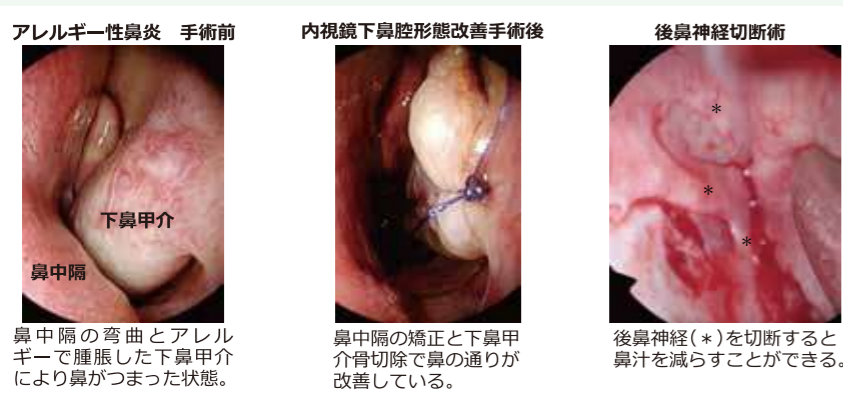 アレルギー性鼻炎　手術前
下鼻甲介
鼻中隔
鼻中隔の弯曲とアレル
ギーで腫脹した下鼻甲介
により鼻がつまった状態。
内視鏡下鼻腔形態改善手術後
鼻中隔の矯正と下鼻甲
介骨切除で鼻の通りが
改善している。
後鼻神経切断術
*
*
*
後鼻神経(*)を切断すると
鼻汁を減らすことができる。